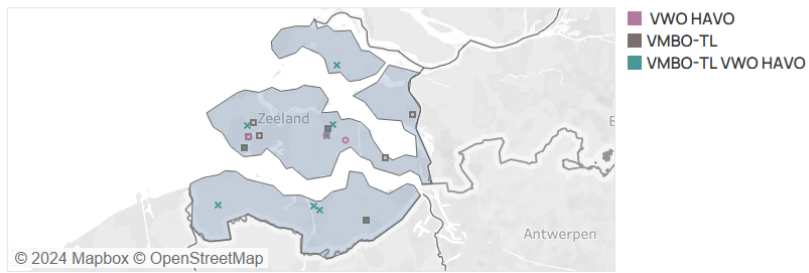 VWO HAVO
VMBO-TL
VMBO-TL VWO HAVO
Zeeland
Antwerpen
© 2024 Mapbox © OpenStreetMap